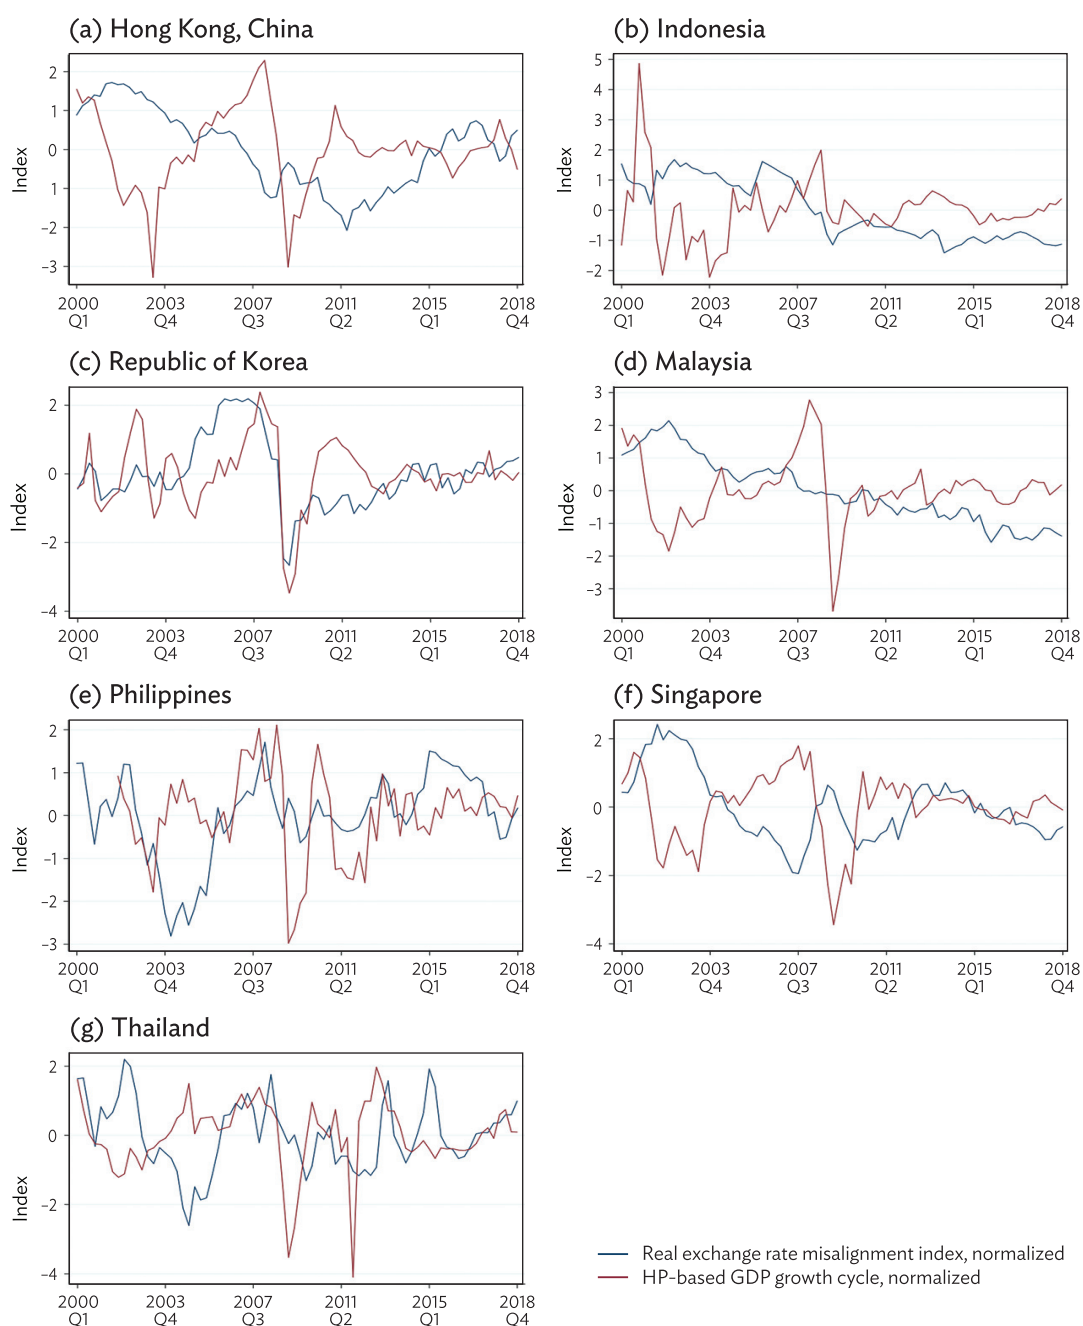 (a) Hong Kong, China
2
1
0
1
–2
–3
Index
2000 2003 2007 2011 2015 2018
Q1 Q4 Q3 Q2 Q1 Q4
(b) Indonesia
5
4
3
2
1
0
–1
–2
Index
2000 2003 2007 2011 2015 2018
Q1 Q4 Q3 Q2 Q1 Q4
(c) Republic of Korea
2
0
–2
–4
Index
2000 2003 2007 2011 2015 2018
Q1 Q4 Q3 Q2 Q1 Q4
(d) Malaysia
3
2
1
0
–1
–2
–3
Index
2000 2003 2007 2011 2015 2018
Q1 Q4 Q3 Q2 Q1 Q4
(e) Philippines
2
1
0
–1
–2
–3
Index
2000 2003 2007 2011 2015 2018
Q1 Q4 Q3 Q2 Q1 Q4
(f) Singapore
2
0
–2
–4
Index
2000 2003 2007 2011 2015 2018
Q1 Q4 Q3 Q2 Q1 Q4
(g) Thailand
2
0
–2
–4
Index
2000 2003 2007 2011 2015 2018
Q1 Q4 Q3 Q2 Q1 Q4
Real exchange rate misalignment index, normalized
HP-based GDP growth cycle, normalized